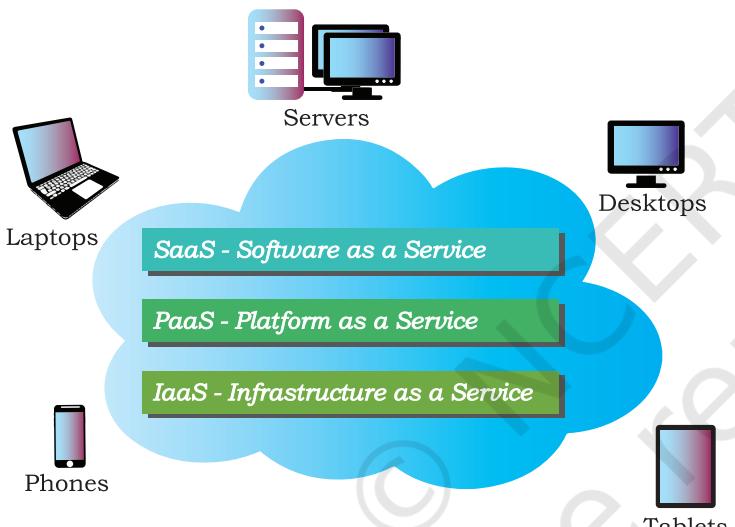 Servers
Desktops
Laptops
SaaS - Software as a Service
PaaS - Platform as a Service
IaaS - Infrastructure as a Service
Phones
Tablets
© NCERT